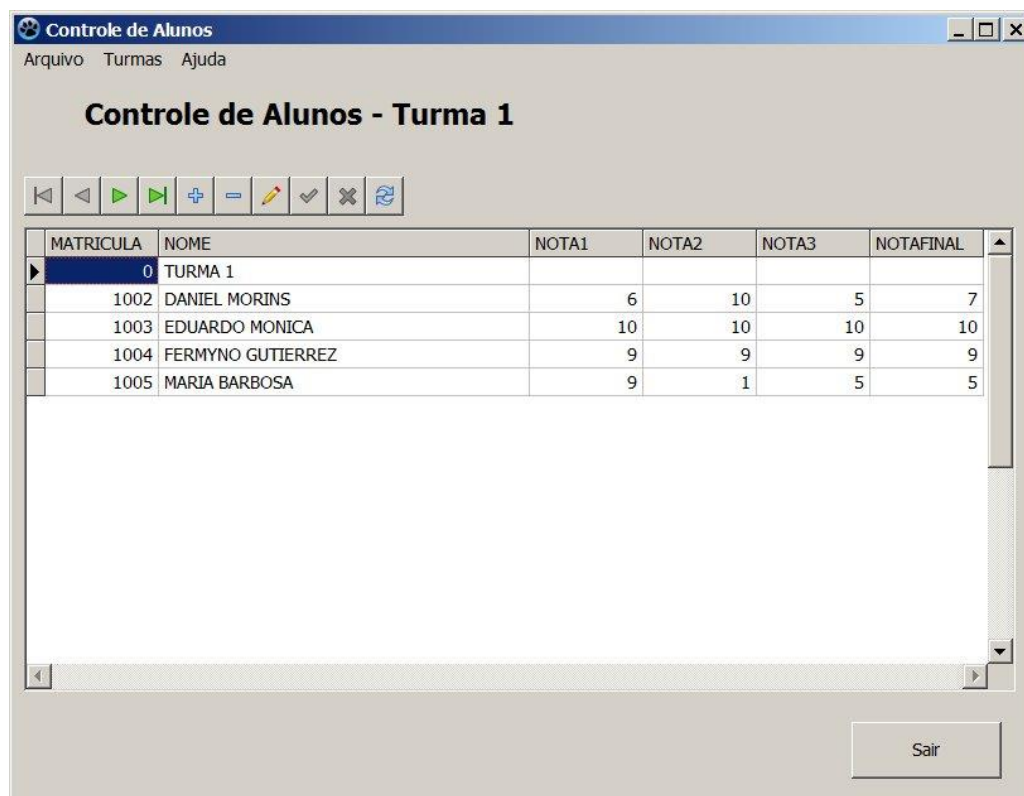 Controle de Alunos
Arquivo Turmas Ajuda
Controle de Alunos - Turma 1
MATRICULA NOME NOTA1 NOTA2 NOTA3 NOTAFINAL
0 TURMA 1
1002 DANIEL MORINS 6 10 5 7
1003 EDUARDO MONICA 10 10 10 10
1004 FERMYNO GUTIERREZ 9 9 9 9
1005 MARIA BARBOSA 9 1 5 5
Sair